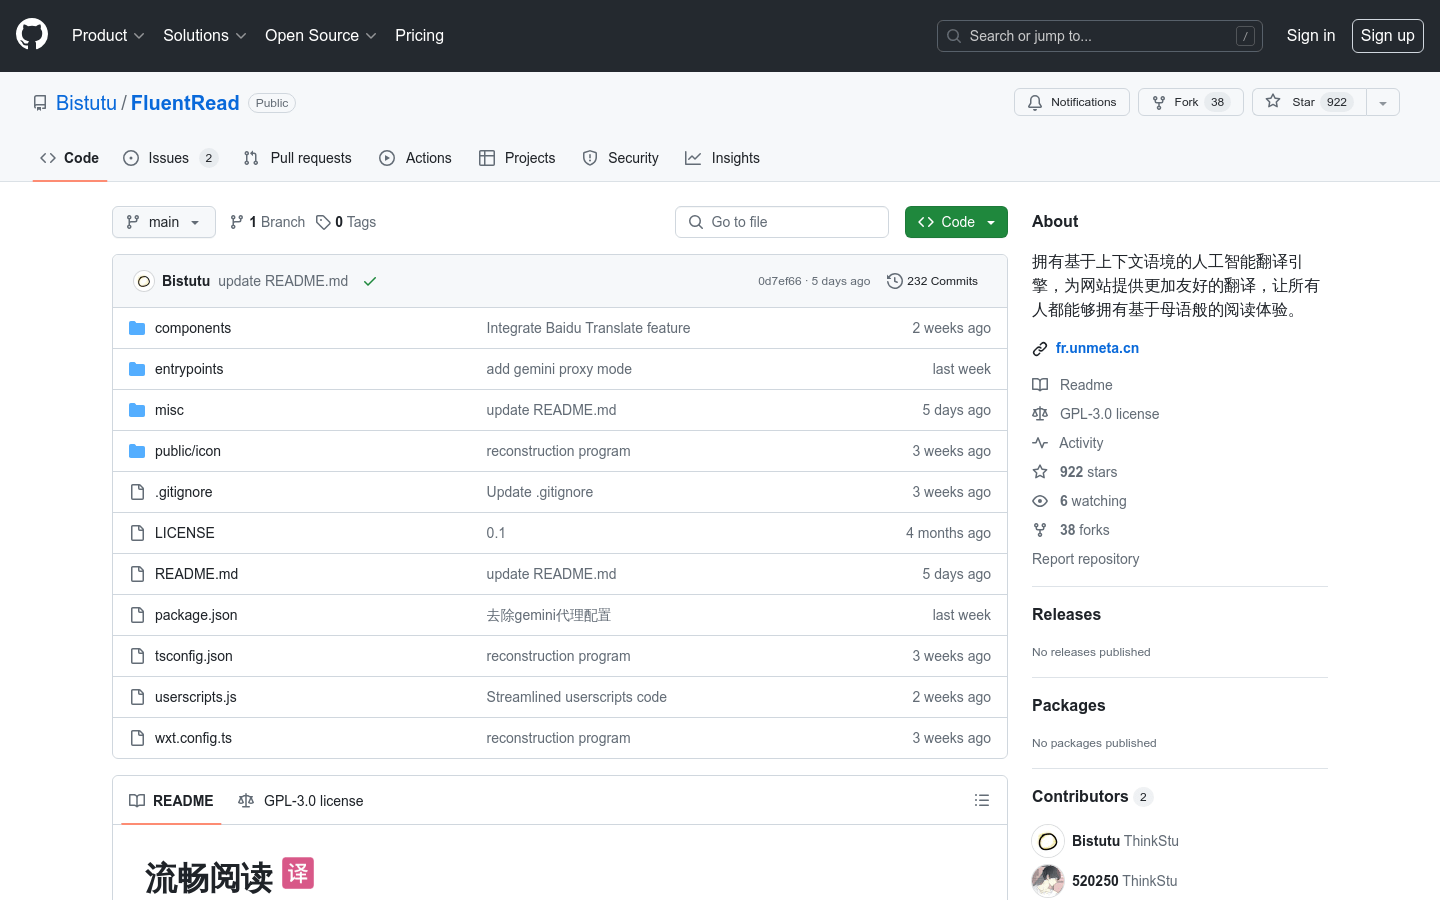 Product Solutions Open Source Pricing Search or jump to... / Sign in Sign up
Bistutu / FluentRead Public Notifications Fork 38 Star 922
Code Issues 2 Pull requests Actions Projects Security Insights
main 1 Branch 0 Tags Go to file Code
Bistutu update README.md 0d7ef66 · 5 days ago 232 Commits
components Integrate Baidu Translate feature 2 weeks ago
entrypoints add gemini proxy mode last week
misc update README.md 5 days ago
public/icon reconstruction program 3 weeks ago
.gitignore Update .gitignore 3 weeks ago
LICENSE 0.1 4 months ago
README.md update README.md 5 days ago
package.json 去除gemini代理配置 last week
tsconfig.json reconstruction program 3 weeks ago
userscripts.js Streamlined userscripts code 2 weeks ago
wxt.config.ts reconstruction program 3 weeks ago
README GPL-3.0 license
流畅阅读 译
About
拥有基于上下文语境的人工智能翻译引
擎，为网站提供更加友好的翻译，让所有
人都能够拥有基于母语般的阅读体验。
fr.unmeta.cn
Readme
GPL-3.0 license
Activity
922 stars
6 watching
38 forks
Report repository
Releases
No releases published
Packages
No packages published
Contributors 2
Bistutu ThinkStu
520250 ThinkStu